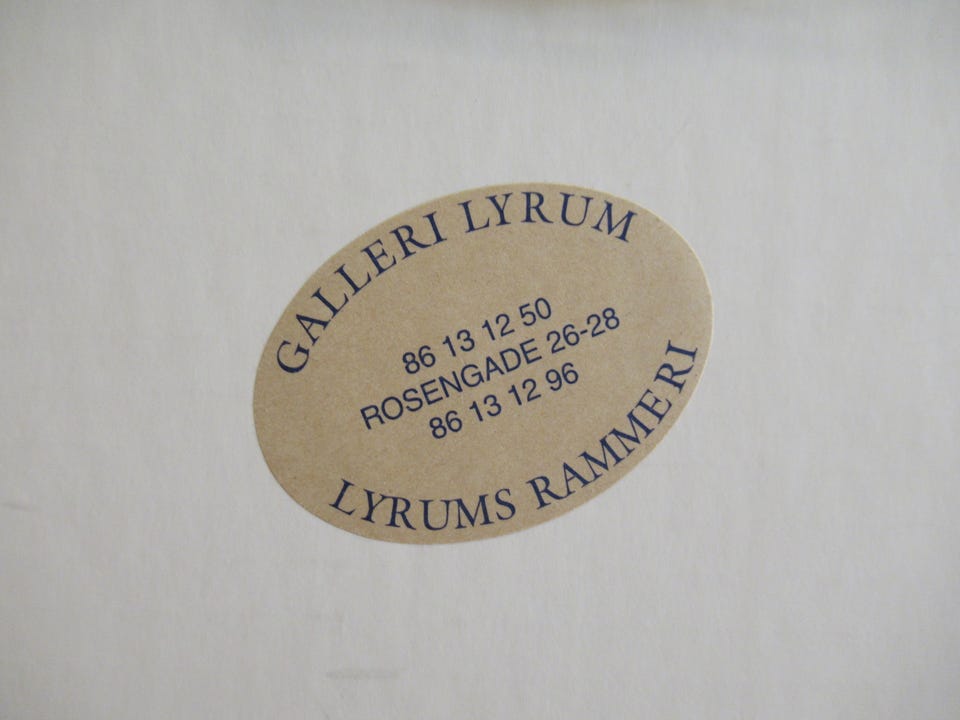 GALLERI LYRUM
86 13 12 50
ROSENGADE 26-28
86 13 12 96
LYRUMS RAMMERI